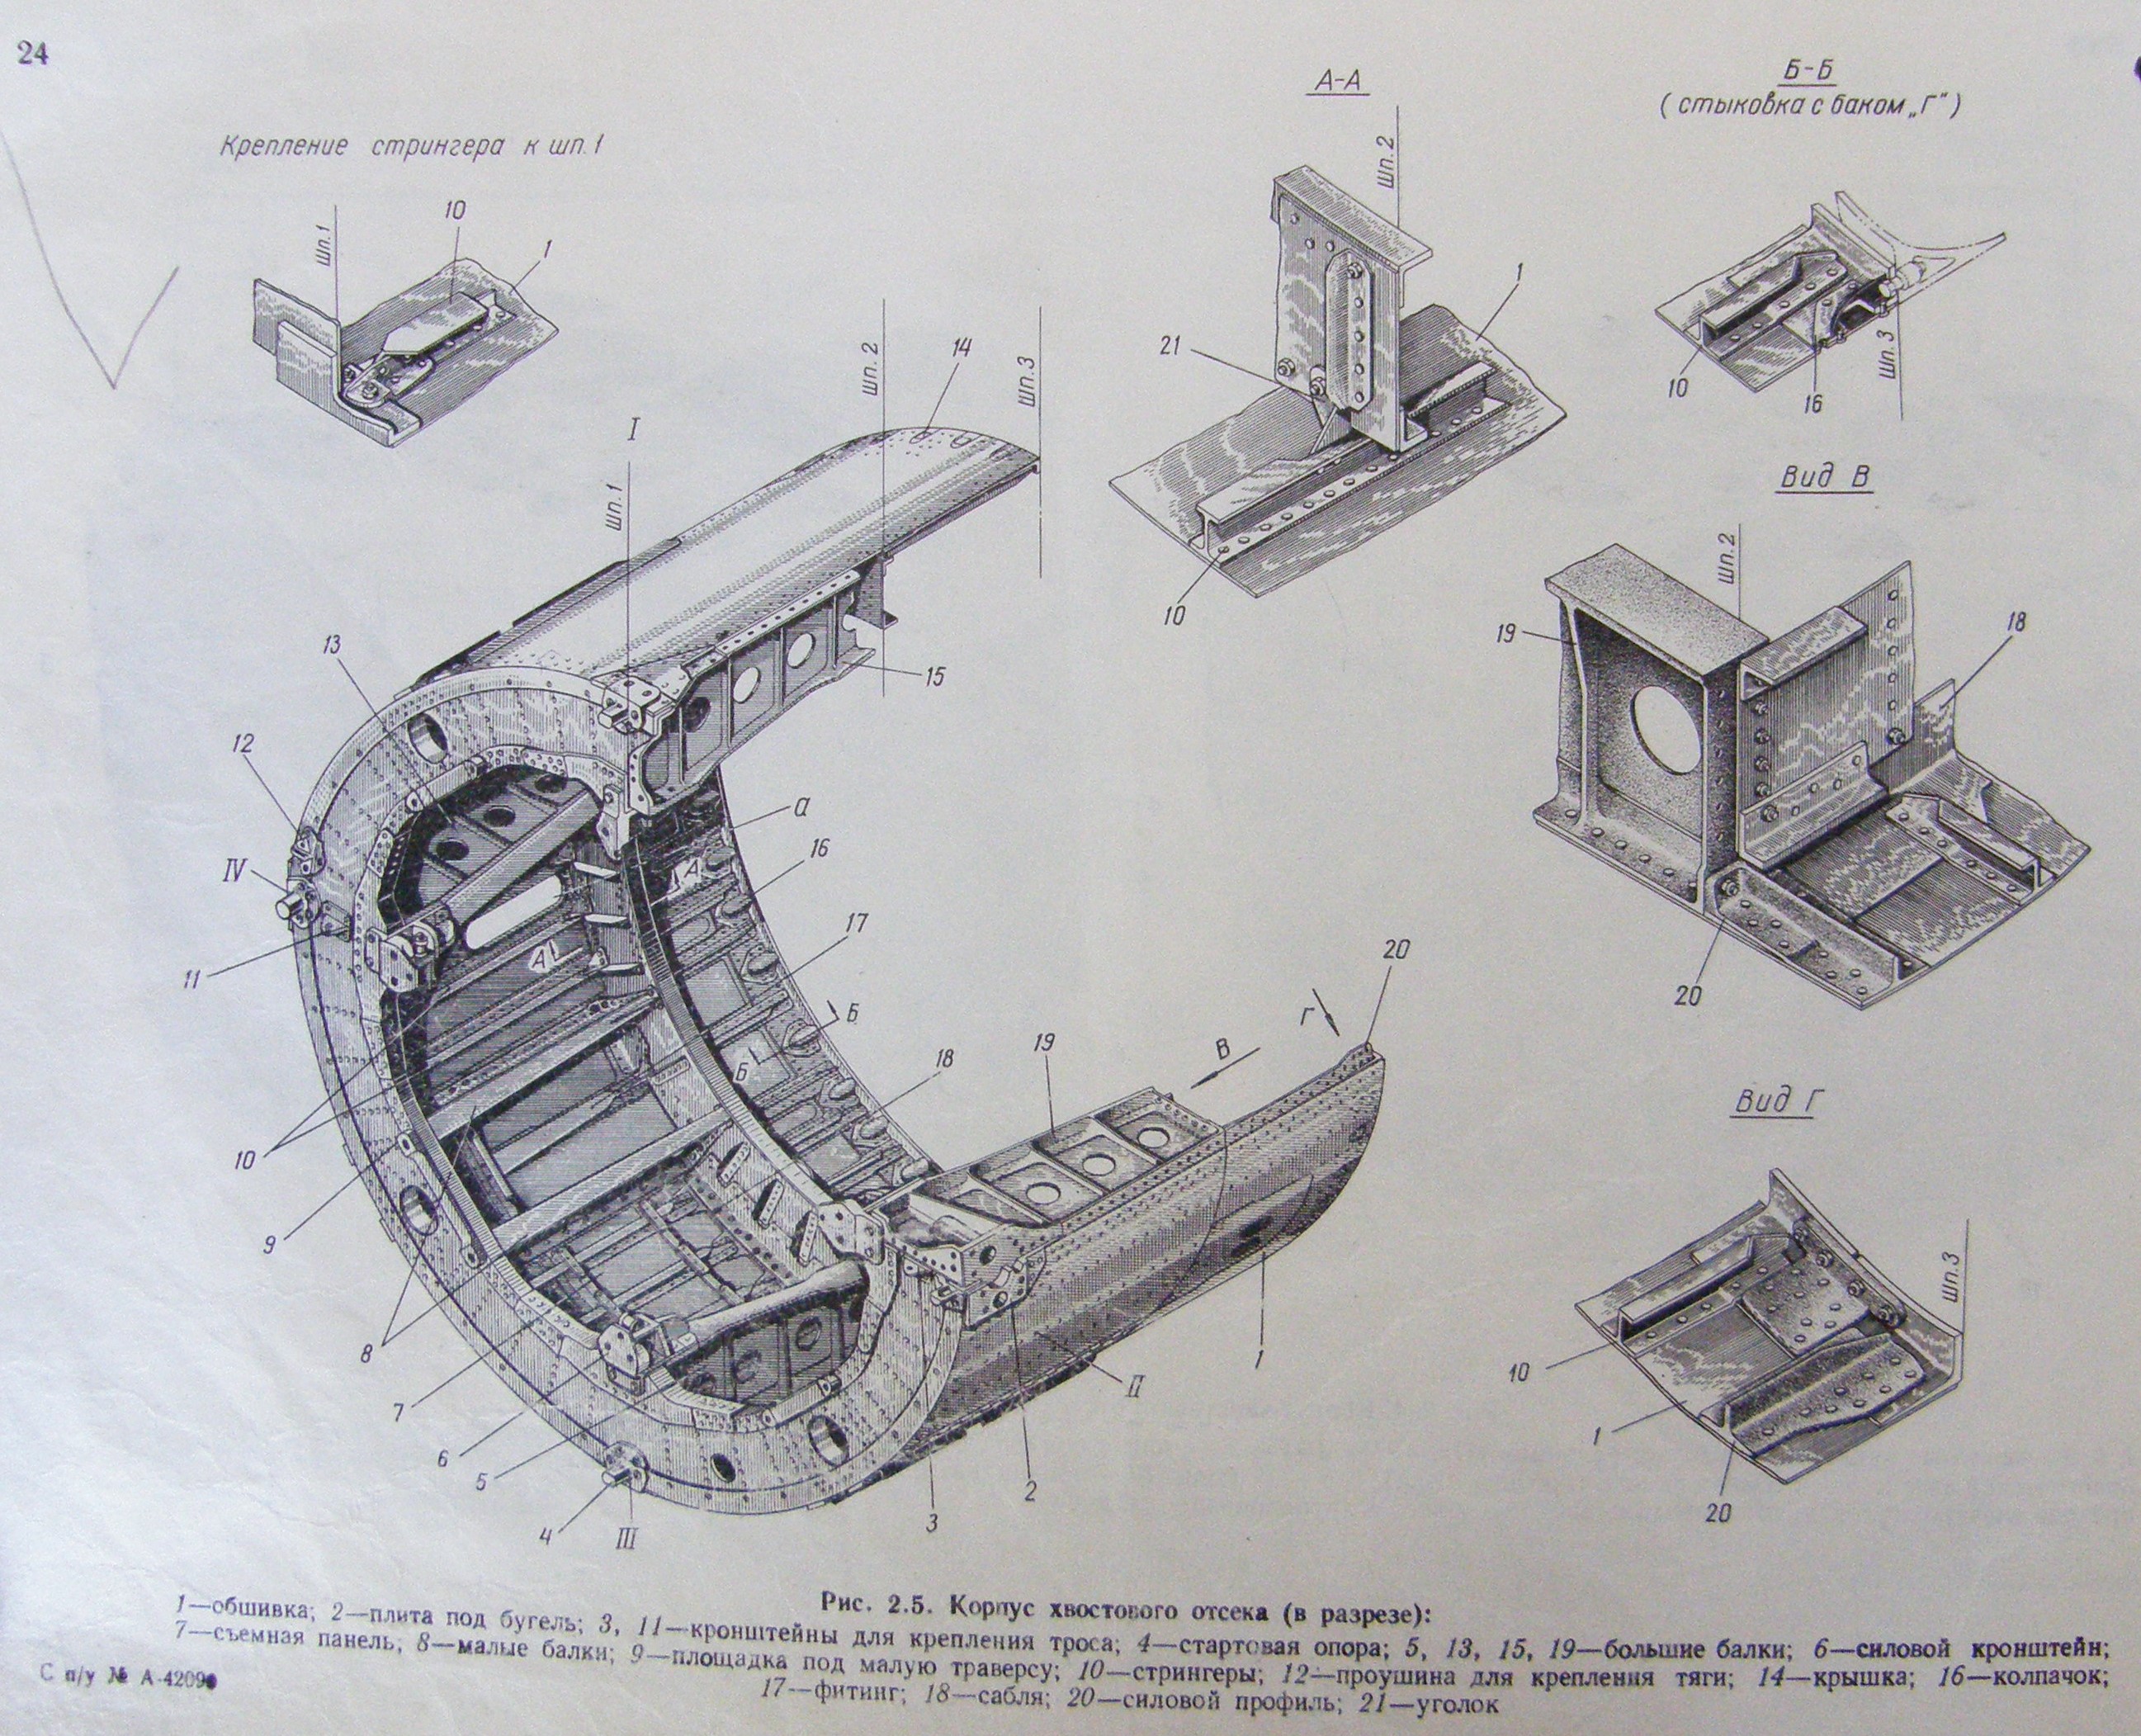 24
Крепление стрингера к шп. 1
шп.1
10
1
А-А
шп. 2
1
21
10
Б-Б
(стыковка с баком „Г")
10
16
шп. 3
Вид В
шп. 2
19
18
20
Вид Г
шп.3
10
1
20
I
шп. 1
шп. 2
14
шп. 3
13
15
12
а
IV
16
А
А
11
17
Б
Б
20
Г
В
19
18
10
9
8
7
6
5
4
III
3
2
II
1
Рис. 2.5. Корпус хвостового отсека (в разрезе):
1—обшивка; 2—плита под бугель; 3, 11—кронштейны для крепления троса; 4—стартовая опора; 5, 13, 15, 19—большие балки; 6—силовой кронштейн;
7—съемная панель; 8—малые балки; 9—площадка под малую траверсу; 10—стрингеры; 12—проушина для крепления тяги; 14—крышка; 16—колпачок;
17—фитинг; 18—сабля; 20—силовой профиль; 21—уголок
С п/у № А-4209